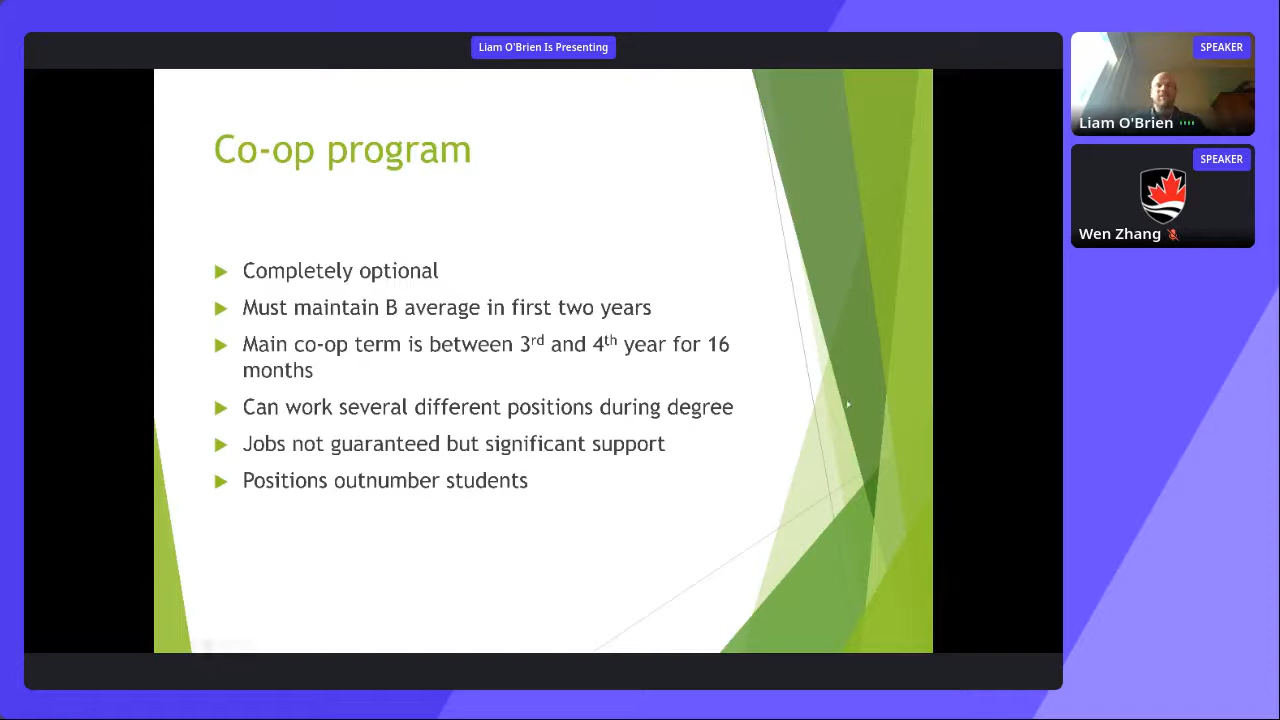 Liam O'Brien Is Presenting
SPEAKER
Liam O'Brien
SPEAKER
Wen Zhang
Co-op program
Completely optional
Must maintain B average in first two years
Main co-op term is between 3rd and 4th year for 16
months
Can work several different positions during degree
Jobs not guaranteed but significant support
Positions outnumber students